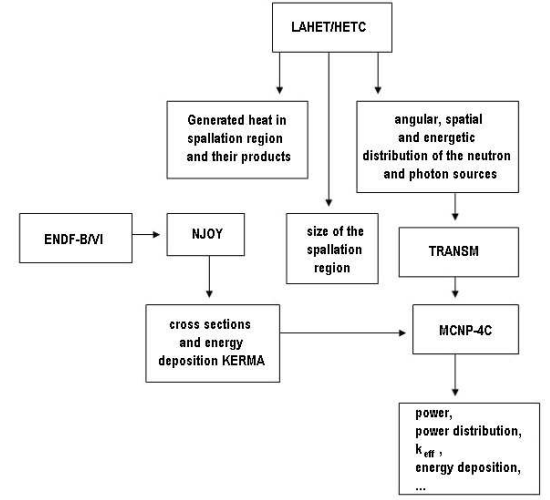 LAHET/HETC
Generated heat in
spallation region
and their products
angular, spatial
and energetic
distribution of the neutron
and photon sources
ENDF-B/VI
NJOY
size of the
spallation
region
TRANSM
cross sections
and energy
deposition KERMA
MCNP-4C
power,
power distribution,
k eff ,
energy deposition,
...